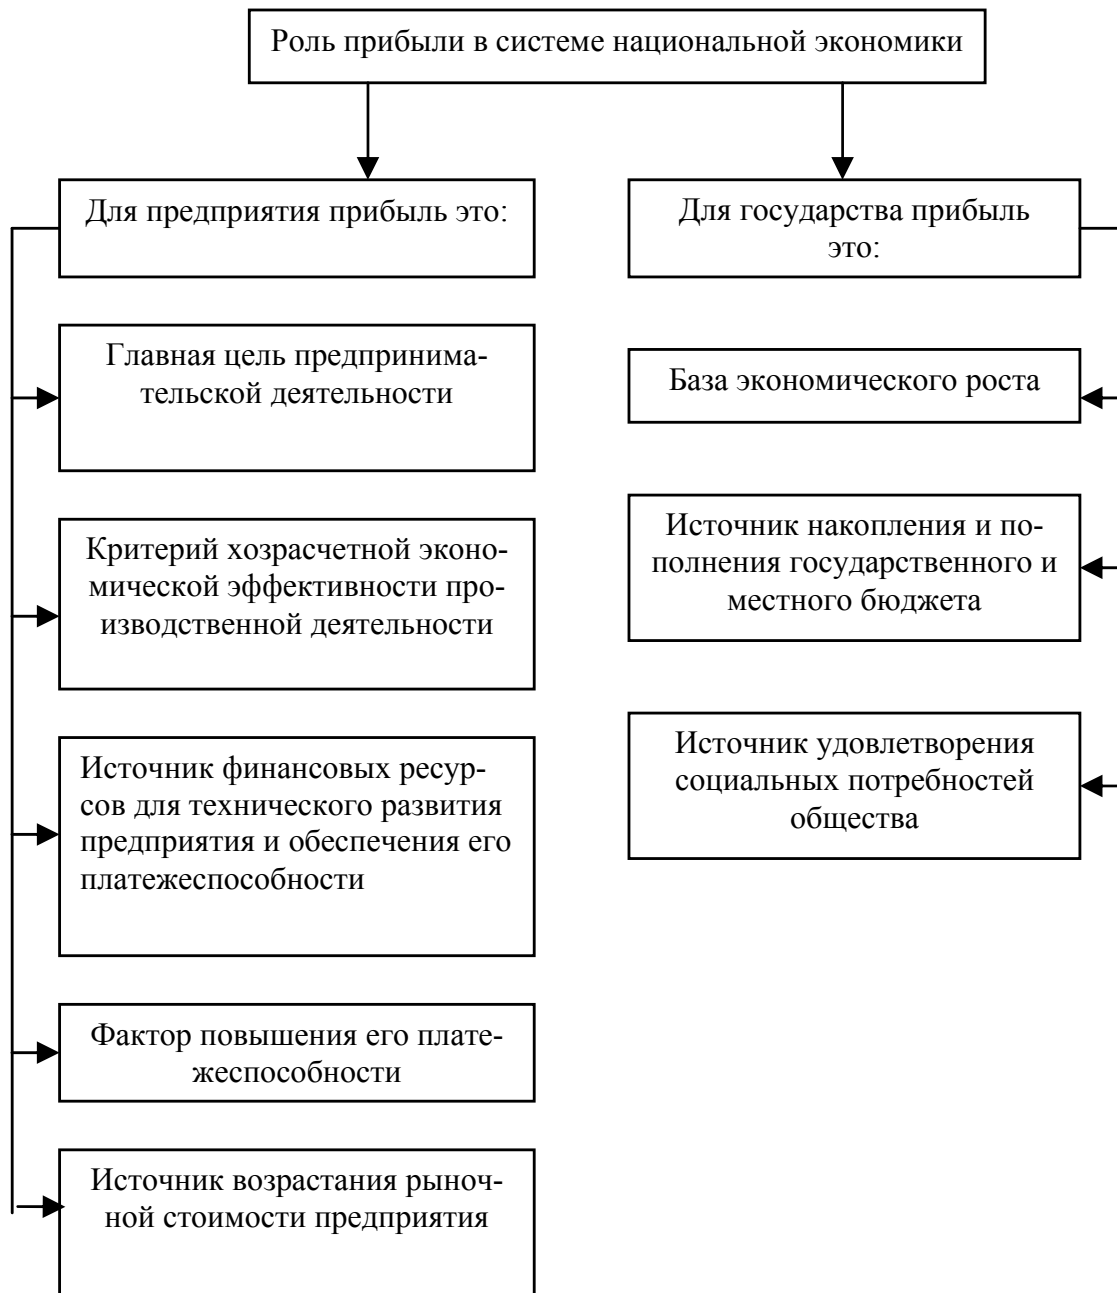 Роль прибыли в системе национальной экономики
Для предприятия прибыль это:
Главная цель предпринима-
тельской деятельности
Критерий хозрасчетной эконо-
мической эффективности про-
изводственной деятельности
Источник финансовых ресур-
сов для технического развития
предприятия и обеспечения его
платежеспособности
Фактор повышения его плате-
жеспособности
Источник возрастания рыноч-
ной стоимости предприятия
Для государства прибыль
это:
База экономического роста
Источник накопления и по-
полнения государственного и
местного бюджета
Источник удовлетворения
социальных потребностей
общества